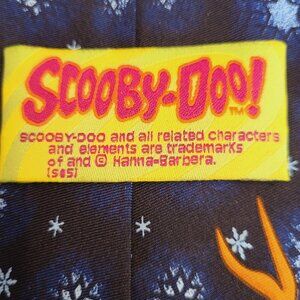 SCOOBY-DOO!™
SCOOBY-DOO and all related characters
and elements are trademarks
of and © Hanna-Barbera.
(s05)